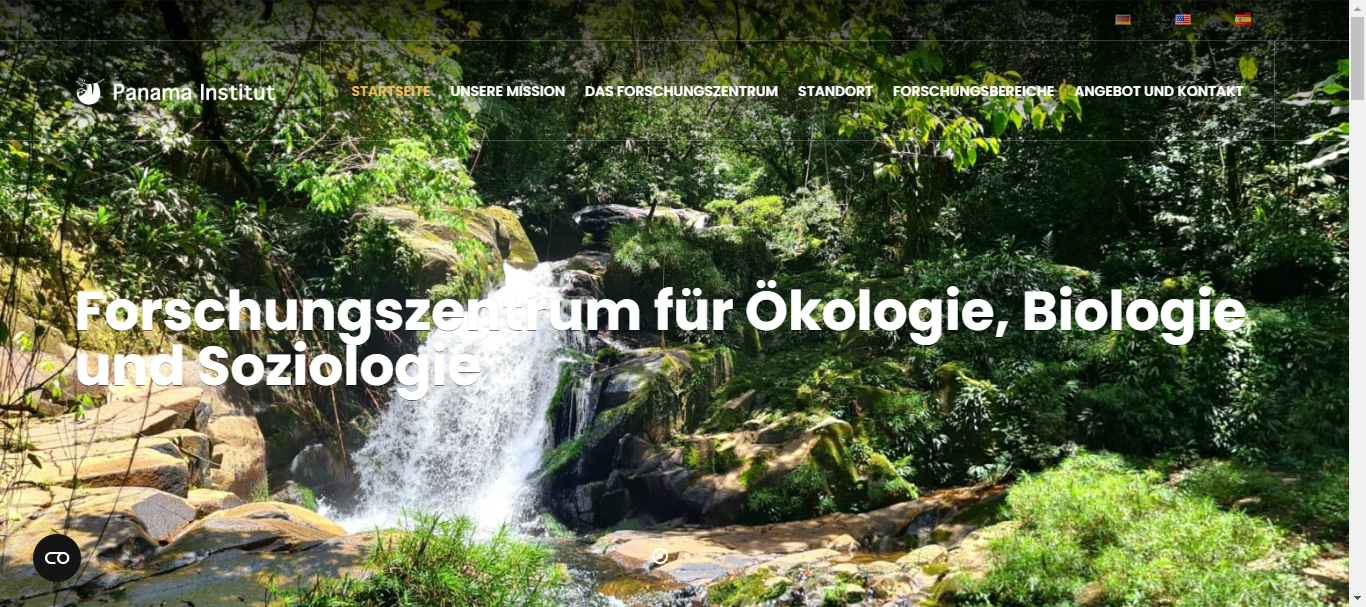 Panama Institut
STARTSEITE UNSERE MISSION DAS FORSCHUNGSZENTRUM STANDORT FORSCHUNGSBEREICHE ANGEBOT UND KONTAKT
Forschungszentrum für Ökologie, Biologie
und Soziologie